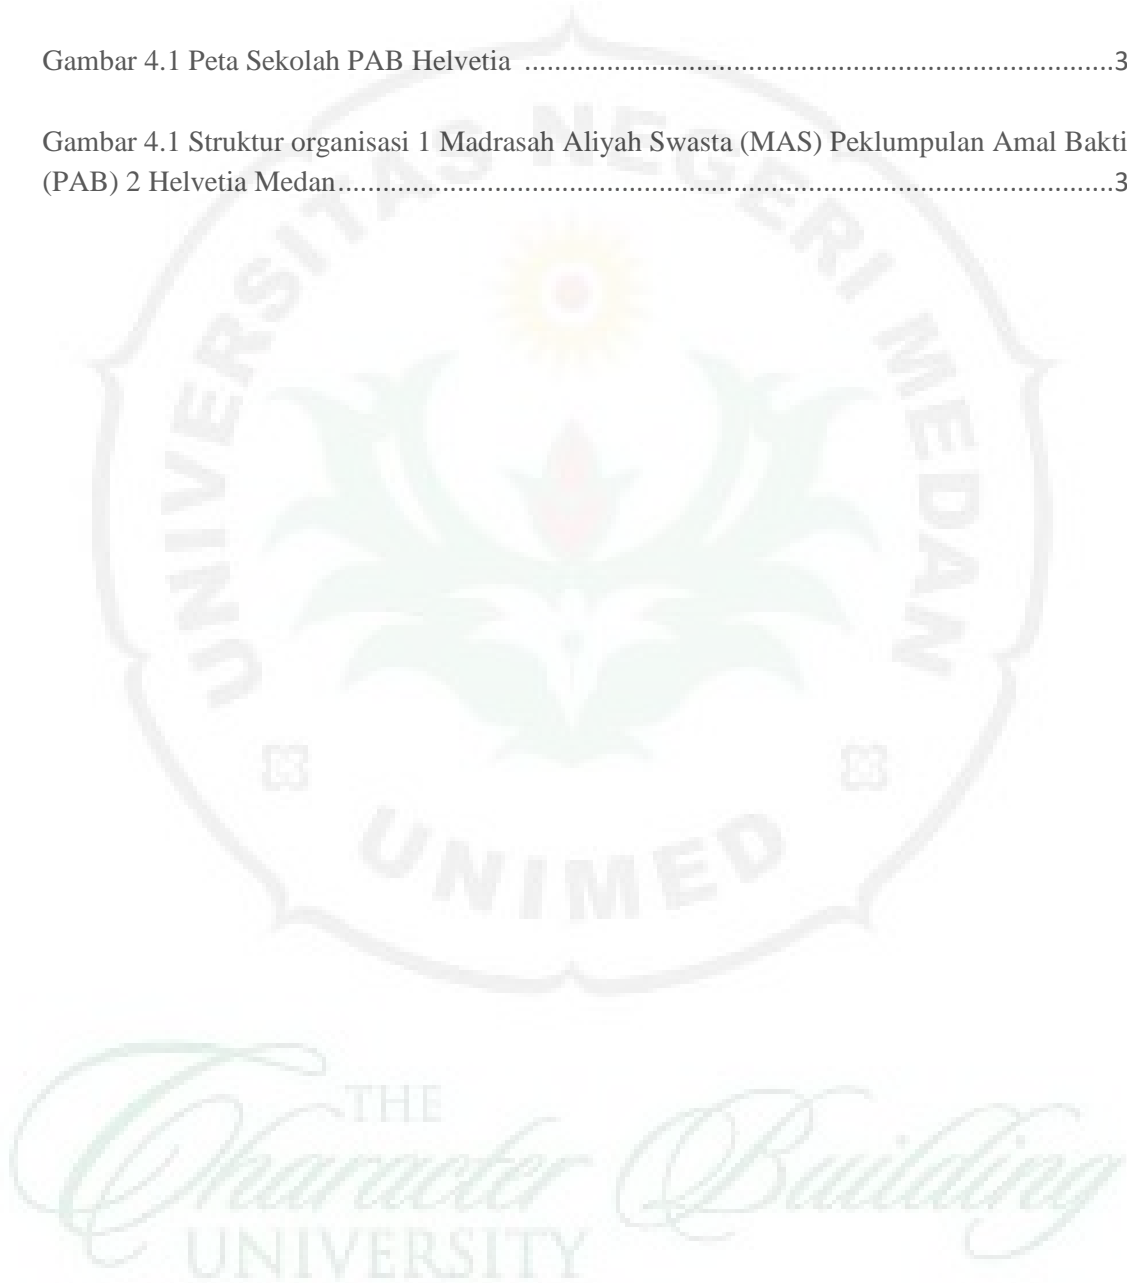 Gambar 4.1 Peta Sekolah PAB Helvetia ................................................................................3
Gambar 4.1 Struktur organisasi 1 Madrasah Aliyah Swasta (MAS) Peklumpulan Amal Bakti
(PAB) 2 Helvetia Medan.........................................................................................................3
UNIVERSITAS NEGERI MEDAN
UNIMED
THE
Character Building
UNIVERSITY